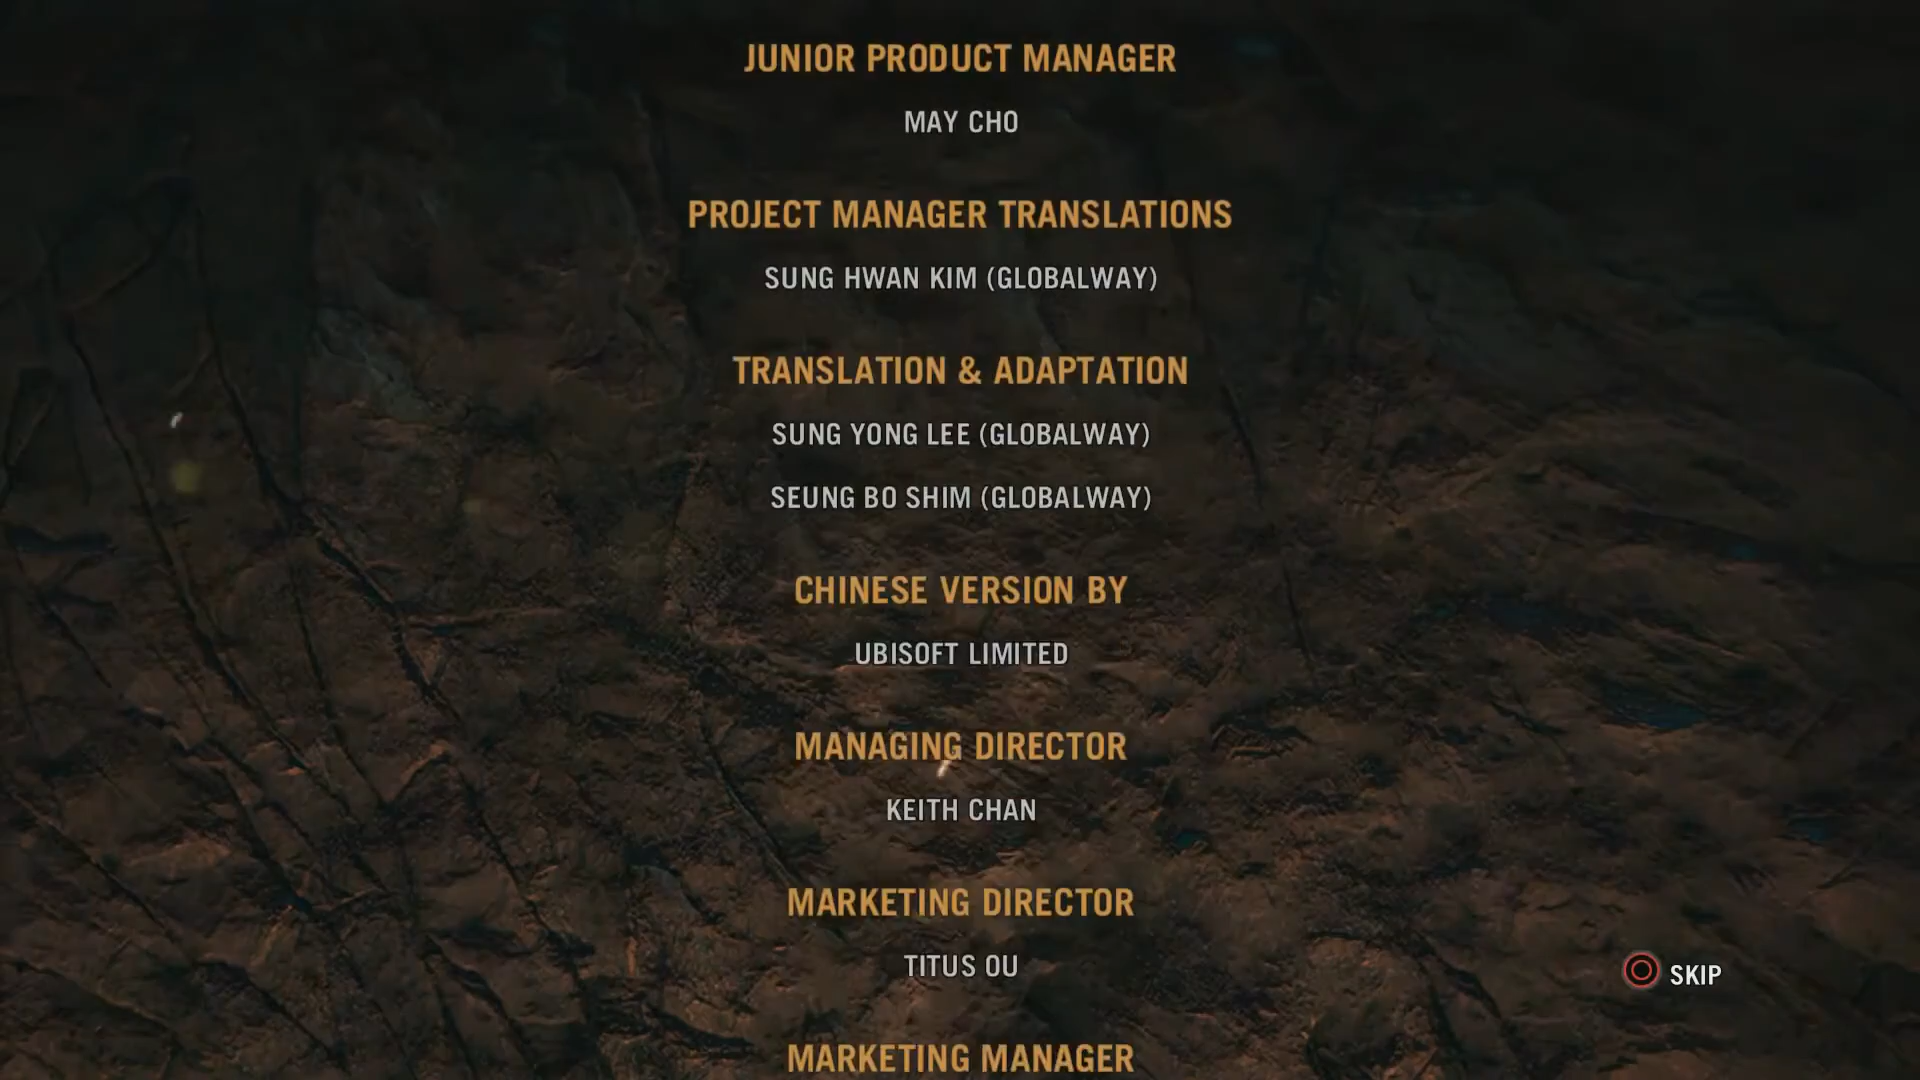 JUNIOR PRODUCT MANAGER
MAY CHO
PROJECT MANAGER TRANSLATIONS
SUNG HWAN KIM (GLOBALWAY)
TRANSLATION & ADAPTATION
SUNG YONG LEE (GLOBALWAY)
SEUNG BO SHIM (GLOBALWAY)
CHINESE VERSION BY
UBISOFT LIMITED
MANAGING DIRECTOR
KEITH CHAN
MARKETING DIRECTOR
TITUS OU
SKIP
MARKETING MANAGER